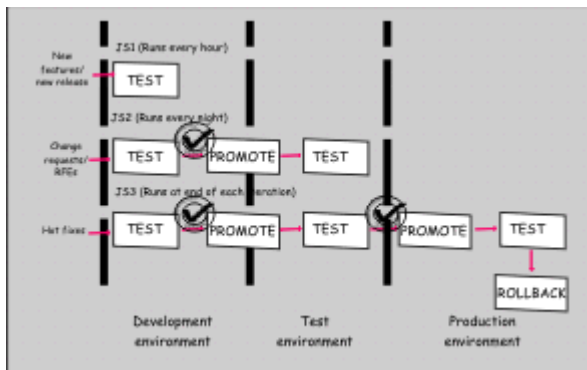 JS1 (Runs every hour)
New
features/
new release
TEST
JS2 (Runs every night)
Change
requests/
RFEs
TEST
PROMOTE
TEST
JS3 (Runs at end of each iteration)
Hot fixes
TEST
PROMOTE
TEST
PROMOTE
TEST
ROLLBACK
Development
environment
Test
environment
Production
environment